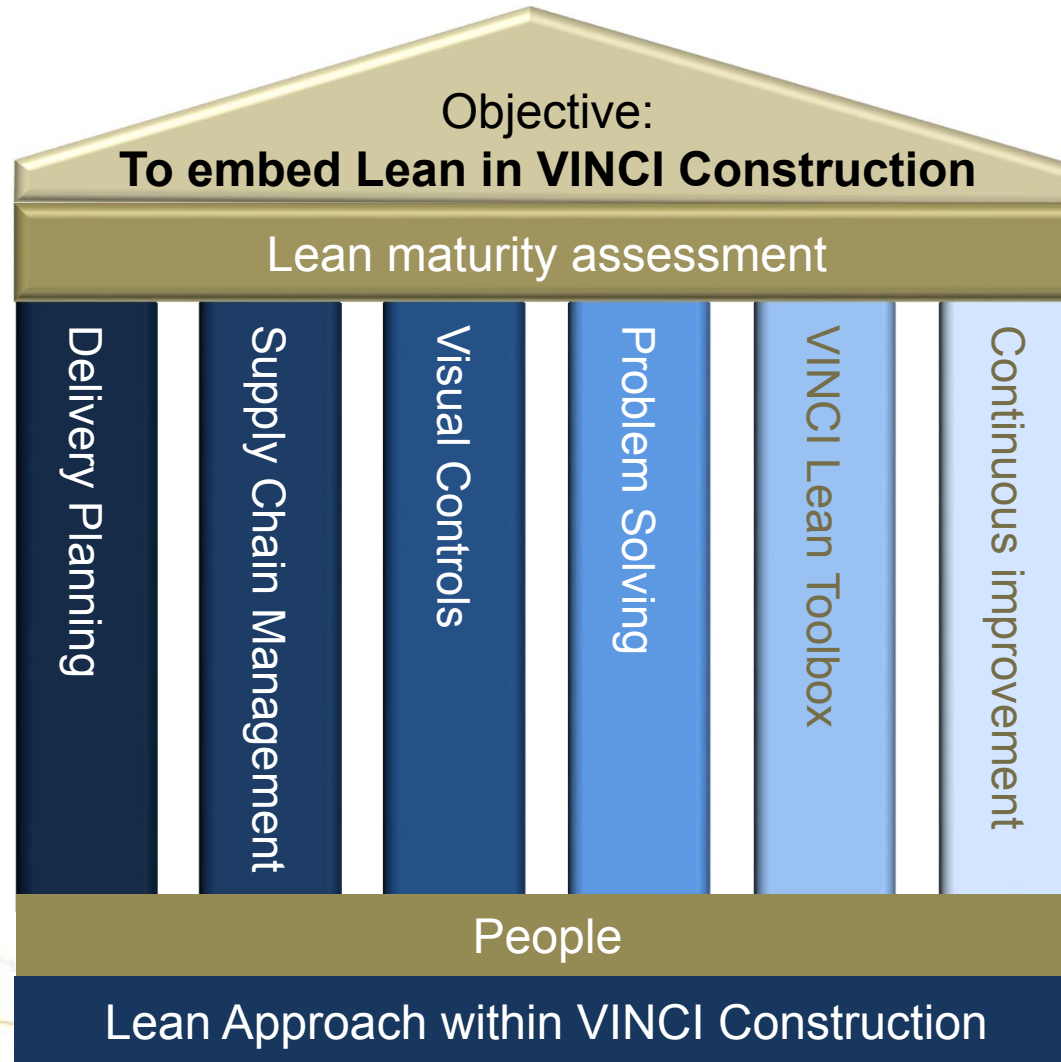 Objective:
To embed Lean in VINCI Construction
Lean maturity assessment
Delivery Planning
Supply Chain Management
Visual Controls
Problem Solving
VINCI Lean Toolbox
Continuous improvement
People
Lean Approach within VINCI Construction